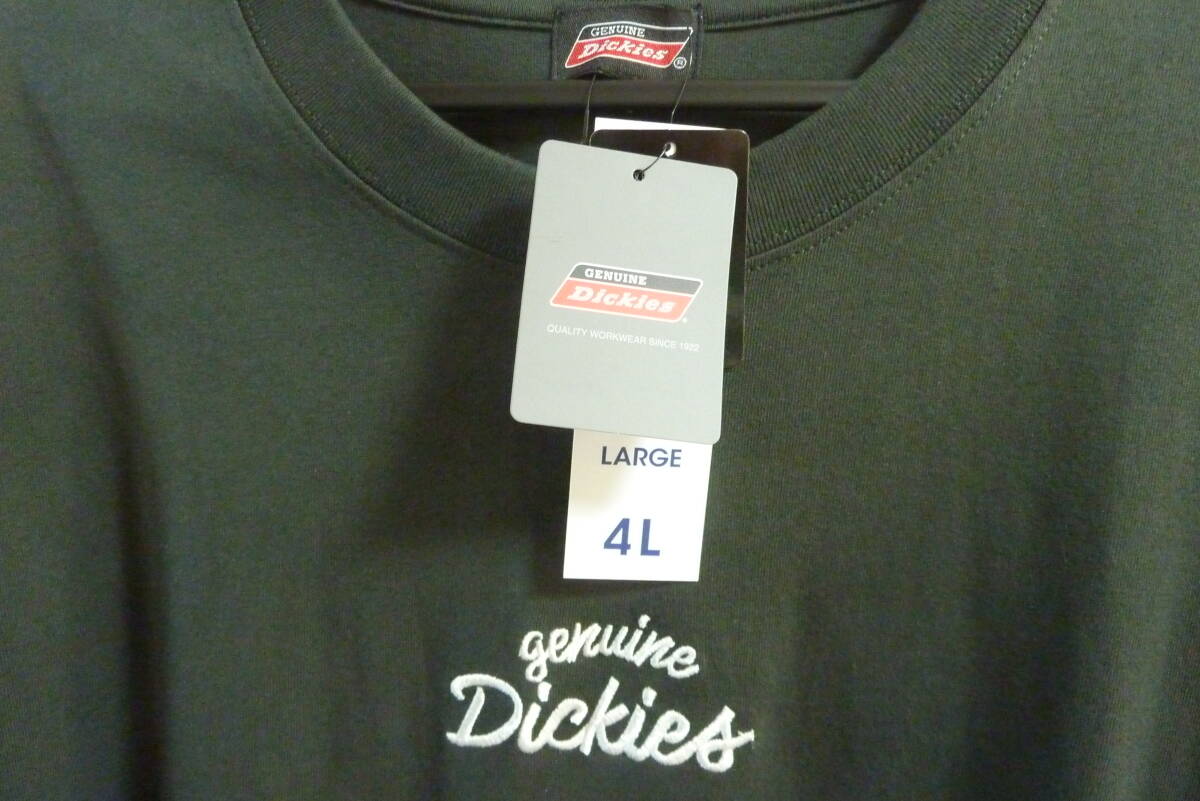 GENUINE
Dickies
®
GENUINE
Dickies
QUALITY WORKWEAR SINCE 1922
LARGE
4L
genuine
Dickies